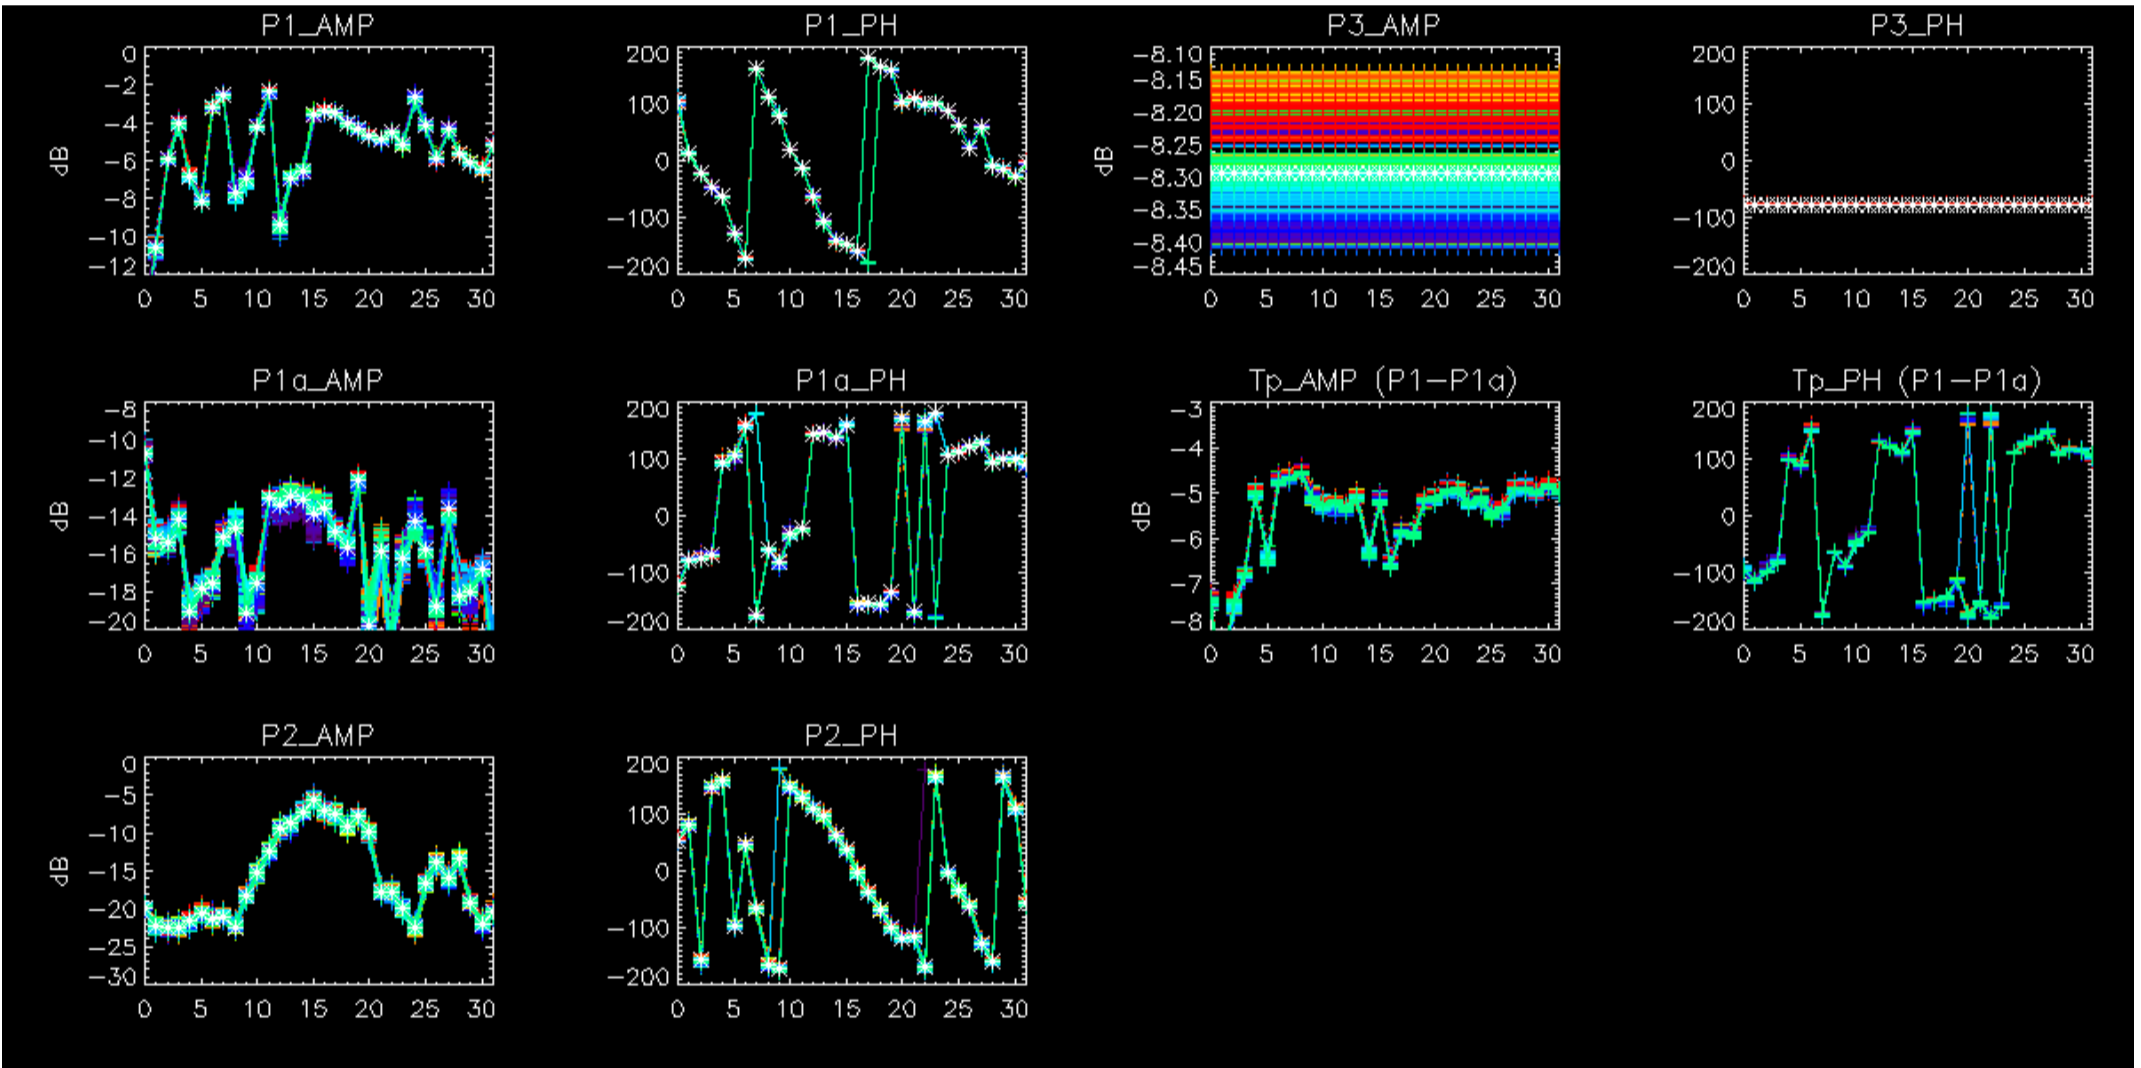 P1_AMP
P1_PH
P3_AMP
P3_PH
0
-2
-4
-6
-8
-10
-12
dB
0 5 10 15 20 25 30
200
100
0
-100
-200
0 5 10 15 20 25 30
-8.10
-8.15
-8.20
-8.25
-8.30
-8.35
-8.40
-8.45
dB
0 5 10 15 20 25 30
200
100
0
-100
-200
0 5 10 15 20 25 30
P1a_AMP
P1a_PH
Tp_AMP (P1-P1a)
Tp_PH (P1-P1a)
-8
-10
-12
-14
-16
-18
-20
dB
0 5 10 15 20 25 30
200
100
0
-100
-200
0 5 10 15 20 25 30
-3
-4
-5
-6
-7
-8
dB
0 5 10 15 20 25 30
200
100
0
-100
-200
0 5 10 15 20 25 30
P2_AMP
P2_PH
0
-5
-10
-15
-20
-25
-30
dB
0 5 10 15 20 25 30
200
100
0
-100
-200
0 5 10 15 20 25 30